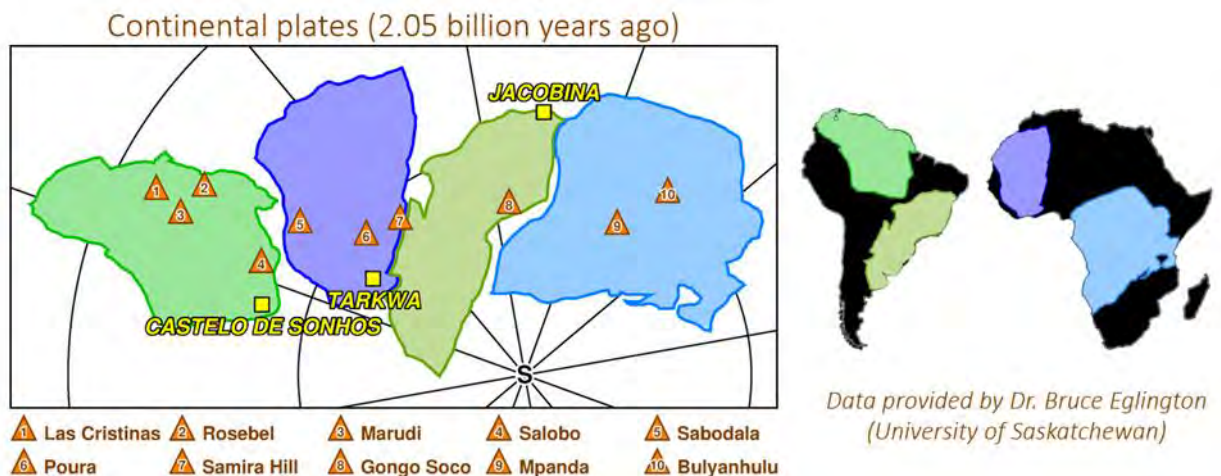 Continental plates (2.05 billion years ago)
JACOBINA
1
2
3
4
5
6
7
8
9
10
TARKWA
CASTELO DE SONHOS
S
1 Las Cristinas 2 Rosebel 3 Marudi 4 Salobo 5 Sabodala
6 Poura 7 Samira Hill 8 Gongo Soco 9 Mpanda 10 Bulyanhulu
Data provided by Dr. Bruce Eglington
(University of Saskatchewan)